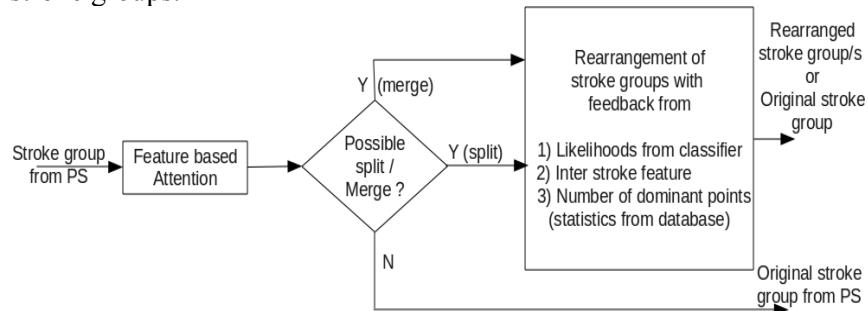 stroke groups.
Stroke group
from PS
Feature based
Attention
Possible
split /
Merge ?
Y (merge)
Y (split)
N
Rearrangement of
stroke groups with
feedback from
1) Likelihoods from classifier
2) Inter stroke feature
3) Number of dominant points
(statistics from database)
Rearranged
stroke group/s
or
Original stroke
group
Original stroke
group from PS